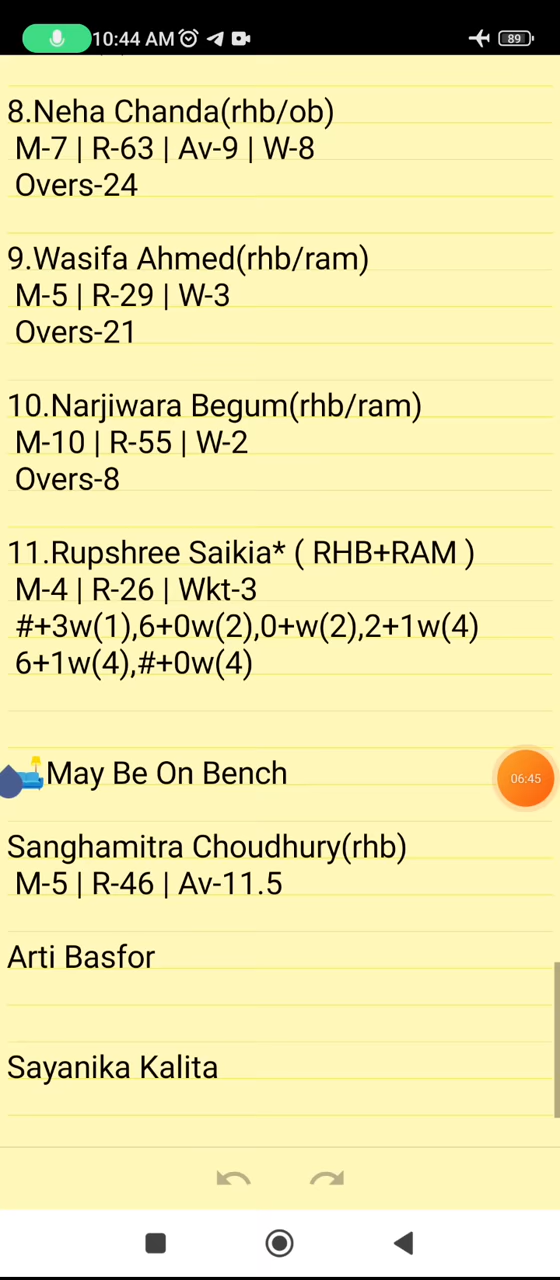 10:44 AM
89
8.Neha Chanda(rhb/ob)
M-7 | R-63 | Av-9 | W-8
Overs-24
9.Wasifa Ahmed(rhb/ram)
M-5 | R-29 | W-3
Overs-21
10.Narjiwara Begum(rhb/ram)
M-10 | R-55 | W-2
Overs-8
11.Rupshree Saikia* ( RHB+RAM )
M-4 | R-26 | Wkt-3
#+3w(1),6+0w(2),0+w(2),2+1w(4)
6+1w(4),#+0w(4)
May Be On Bench
06:45
Sanghamitra Choudhury(rhb)
M-5 | R-46 | Av-11.5
Arti Basfor
Sayanika Kalita